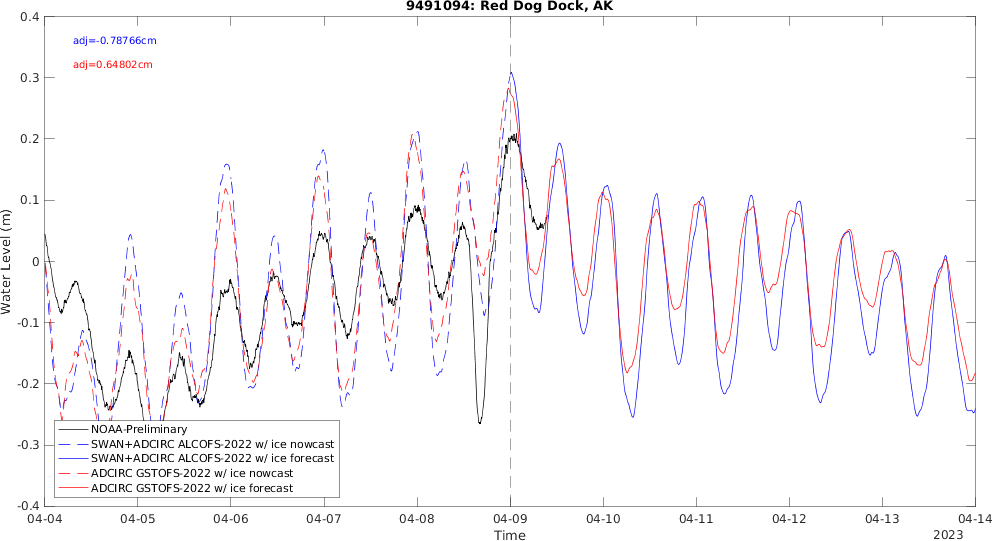 9491094: Red Dog Dock, AK
adj=-0.78766cm
adj=0.64802cm
Water Level (m)
0.4
0.3
0.2
0.1
0
-0.1
-0.2
-0.3
-0.4
NOAA-Preliminary
SWAN+ADCIRC ALCOFS-2022 w/ ice nowcast
SWAN+ADCIRC ALCOFS-2022 w/ ice forecast
ADCIRC GSTOFS-2022 w/ ice nowcast
ADCIRC GSTOFS-2022 w/ ice forecast
04-04 04-05 04-06 04-07 04-08 04-09 04-10 04-11 04-12 04-13 04-14
Time
2023